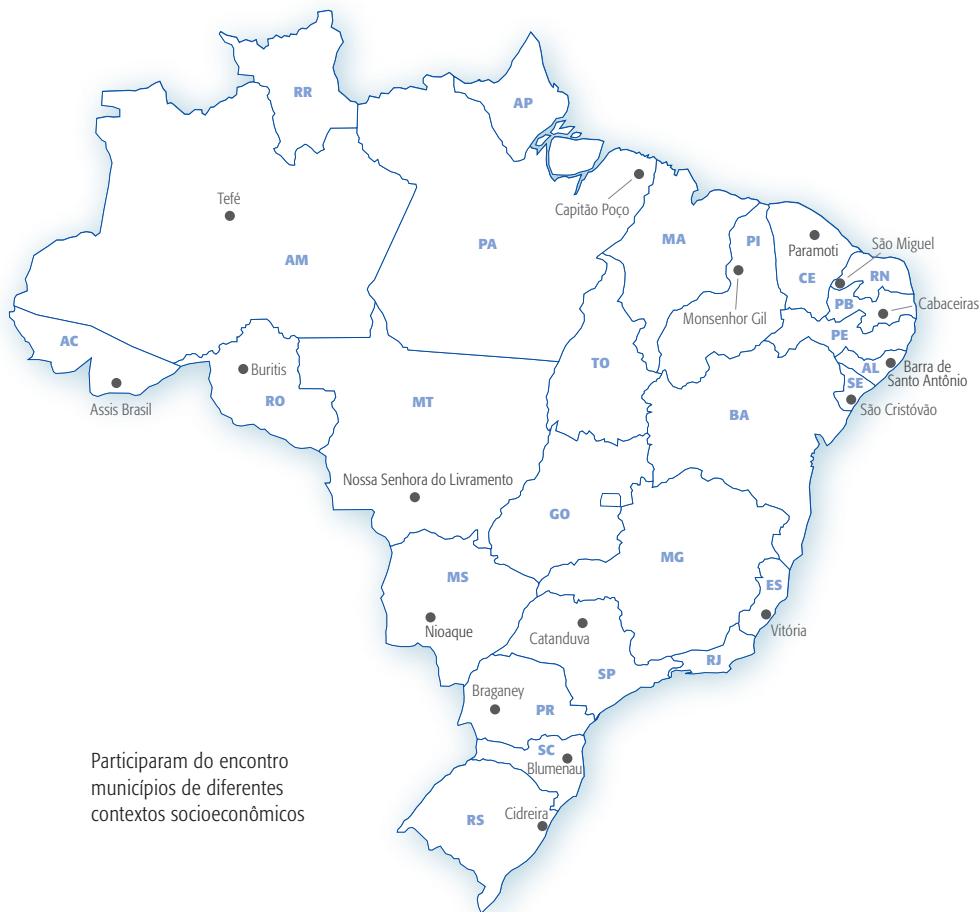 RR
AP
Tefé
Capitão Poço
PA
MA
PI
Paramoti
São Miguel
AM
CE
RN
Monsenhor Gil
PB
Cabaceiras
AC
PE
Buritis
TO
AL
Barra de
Santo Antônio
Assis Brasil
RO
MT
SE
São Cristóvão
BA
Nossa Senhora do Livramento
GO
MG
MS
ES
Nioaque
Catanduva
Vitória
RJ
SP
Braganey
PR
SC
Blumenau
Participaram do encontro
municípios de diferentes
contextos socioeconômicos
Cidreira
RS